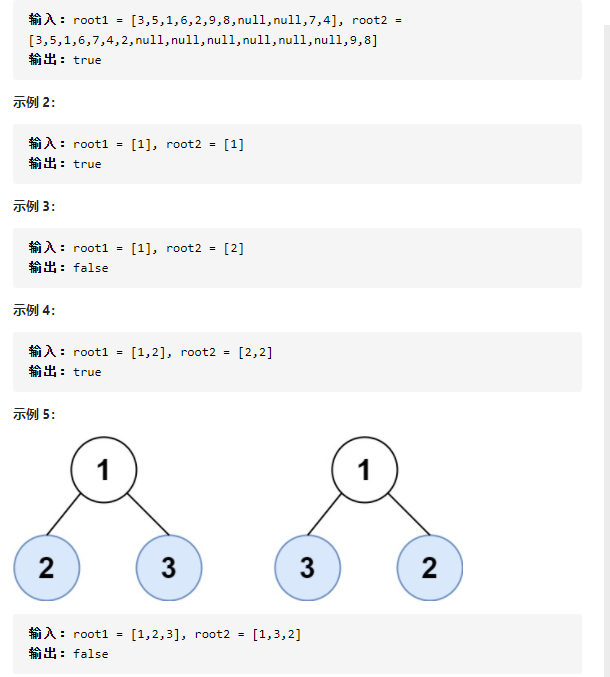 输入：root1 = [3,5,1,6,2,9,8,null,null,7,4], root2 =
[3,5,1,6,7,4,2,null,null,null,null,null,null,9,8]
输出：true
示例 2：
输入：root1 = [1], root2 = [1]
输出：true
示例 3：
输入：root1 = [1], root2 = [2]
输出：false
示例 4：
输入：root1 = [1,2], root2 = [2,2]
输出：true
示例 5：
1 1
2 3 3 2
输入：root1 = [1,2,3], root2 = [1,3,2]
输出：false